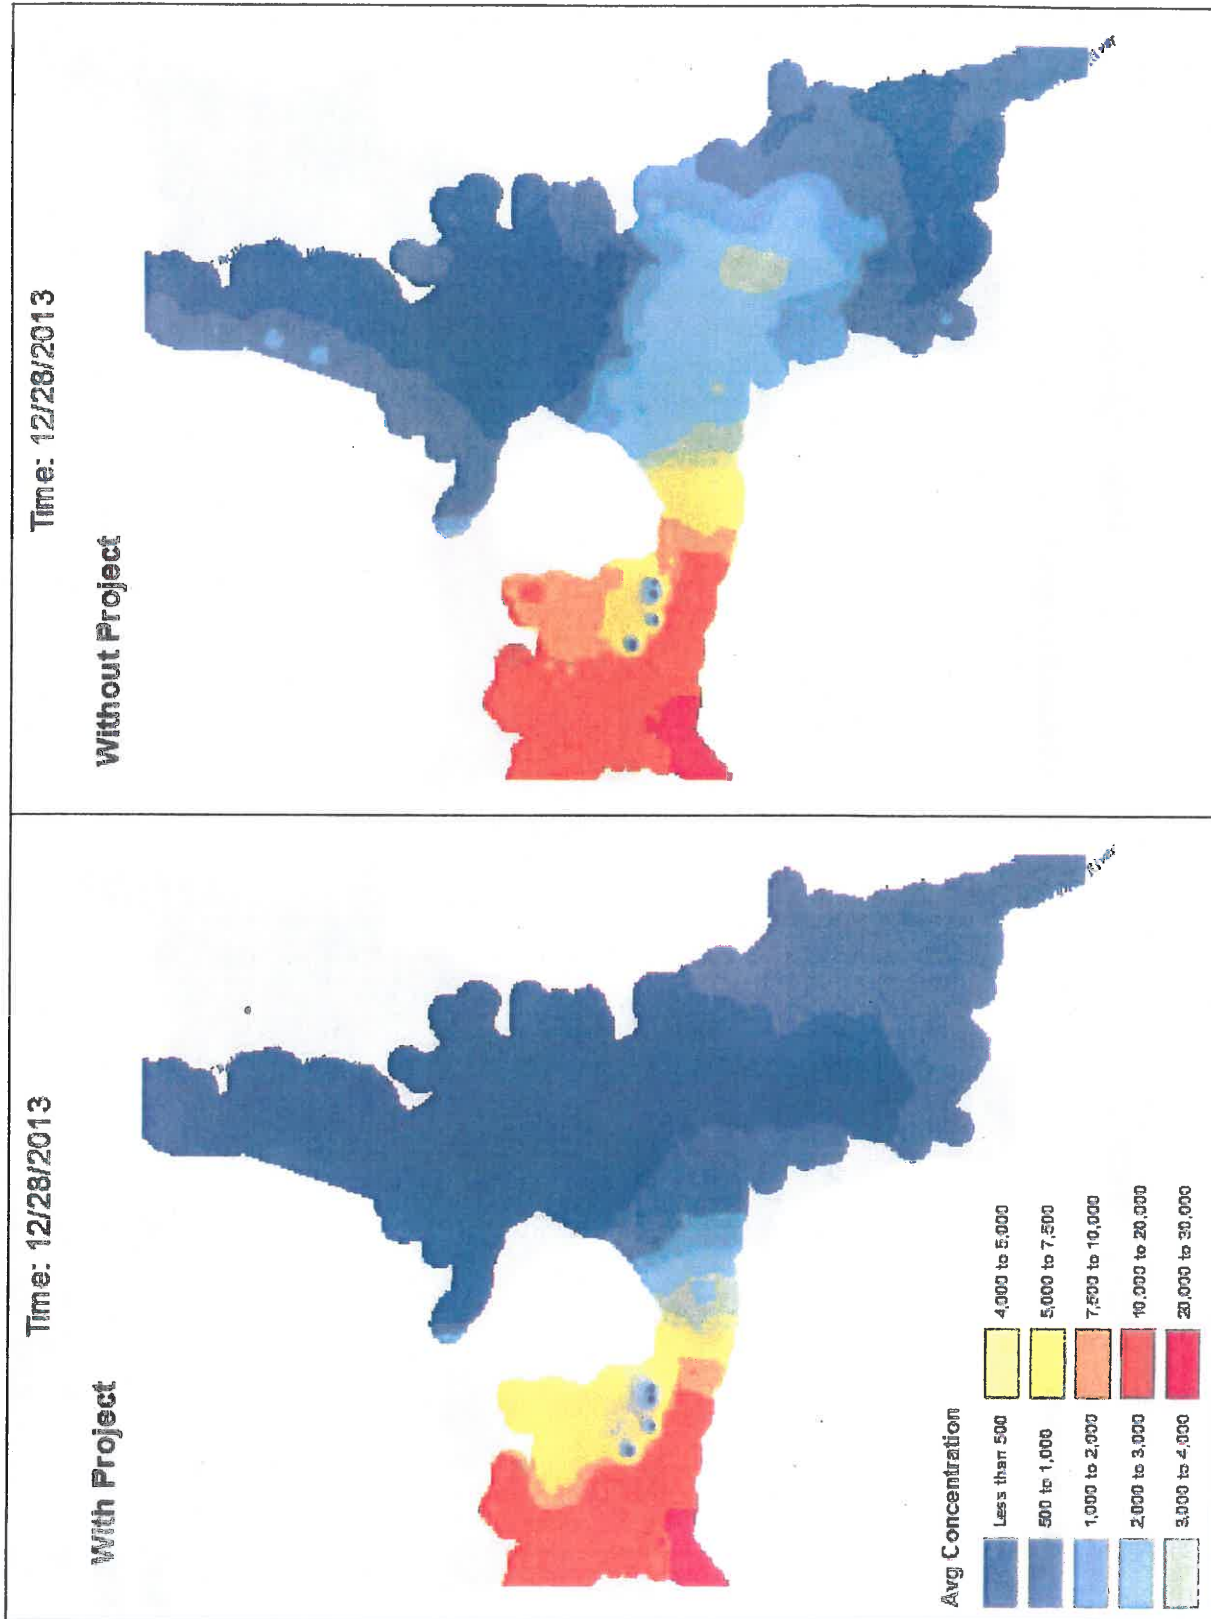 Time: 12/28/2013
With Project
River
Avg Concentration
Less than 500
500 to 1,000
1,000 to 2,000
2,000 to 3,000
3,000 to 4,000
4,000 to 5,000
5,000 to 7,500
7,500 to 10,000
10,000 to 20,000
20,000 to 30,000
Time: 12/28/2013
Without Project
River